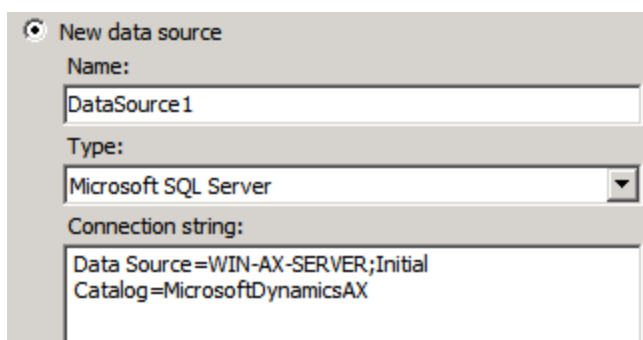 New data source
Name:
DataSource1
Type:
Microsoft SQL Server
Connection string:
Data Source=WIN-AX-SERVER;Initial
Catalog=MicrosoftDynamicsAX